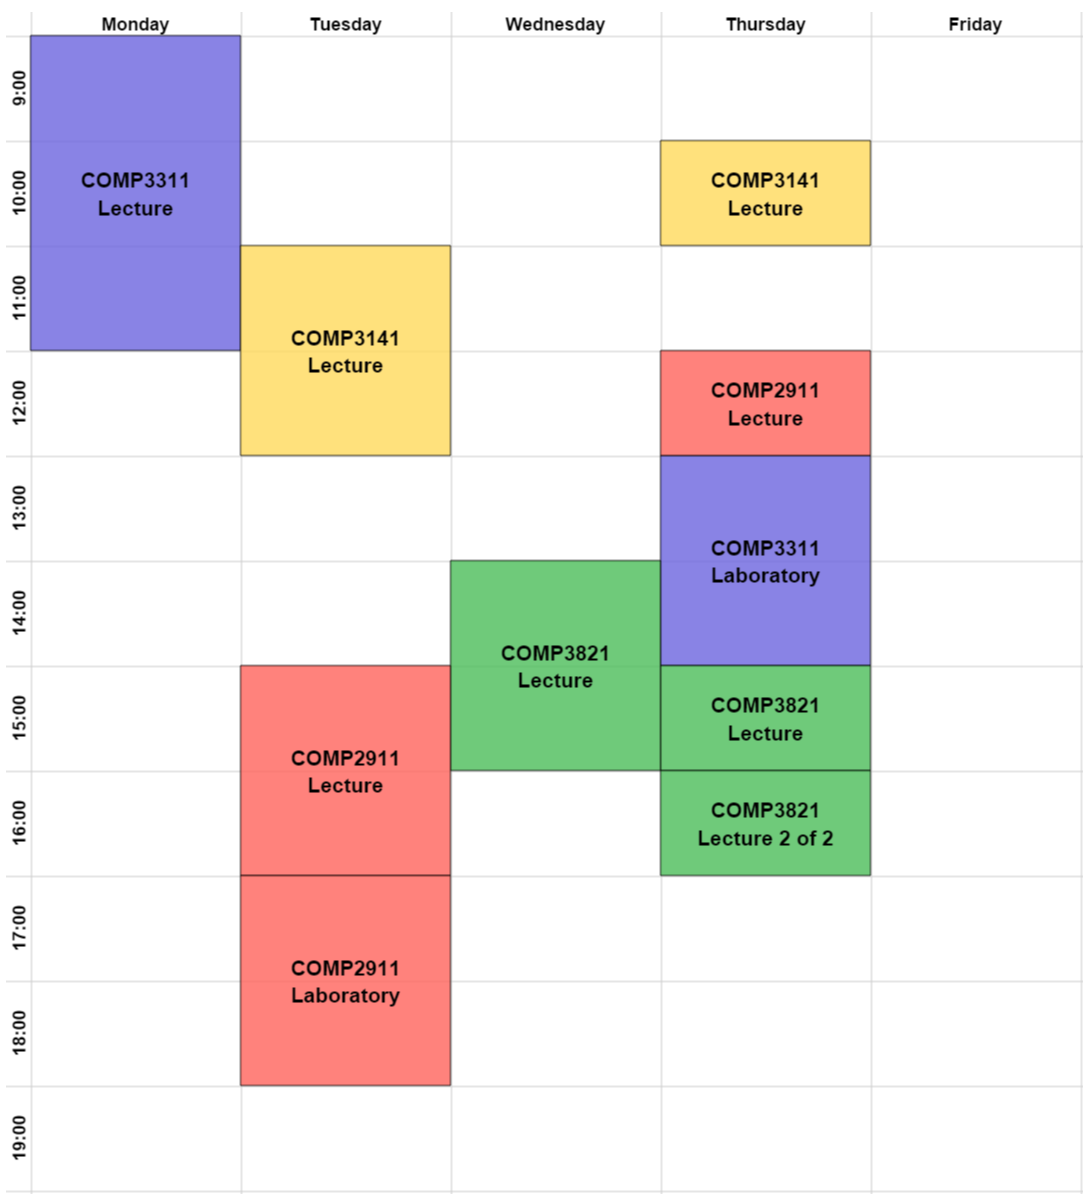 Monday Tuesday Wednesday Thursday Friday
9:00
10:00
COMP3311
Lecture
COMP3141
Lecture
11:00
COMP3141
Lecture
12:00
COMP2911
Lecture
13:00
COMP3311
Laboratory
14:00
COMP3821
Lecture
15:00
COMP3821
Lecture
COMP2911
Lecture
16:00
COMP3821
Lecture 2 of 2
17:00
COMP2911
Laboratory
18:00
19:00